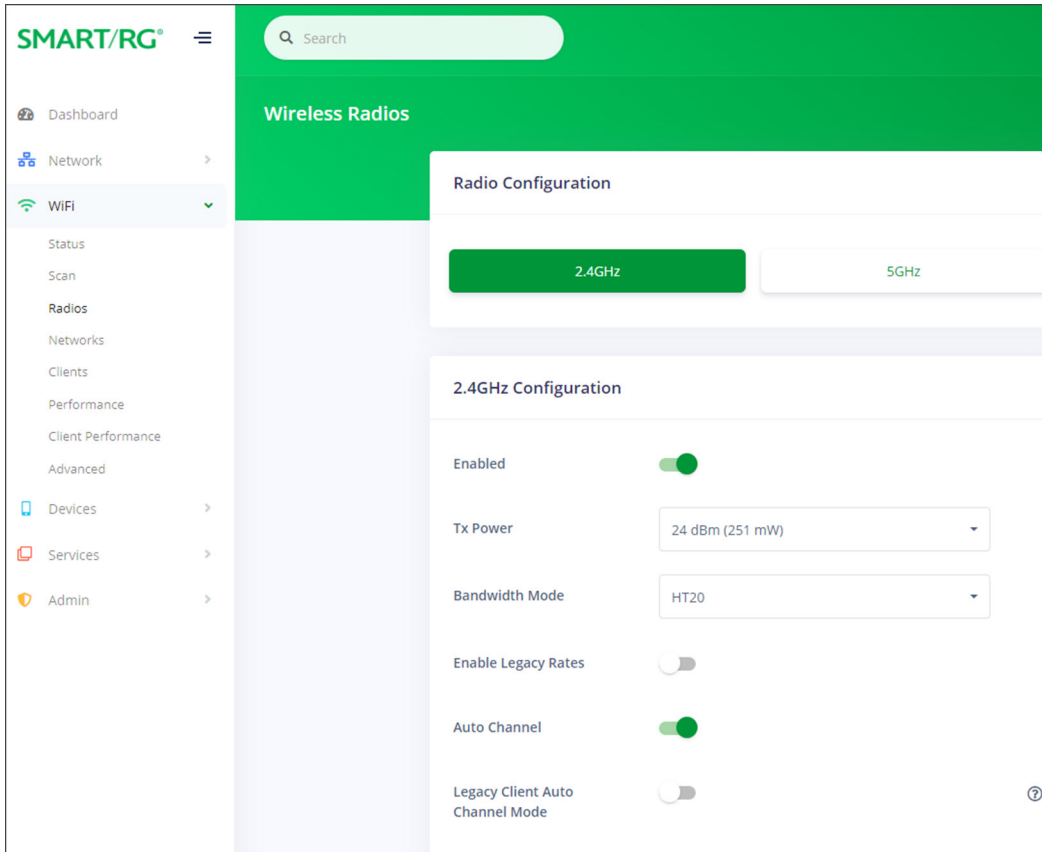 SMART/RG®
Search
Dashboard
Network
WiFi
Status
Scan
Radios
Networks
Clients
Performance
Client Performance
Advanced
Devices
Services
Admin
Wireless Radios
Radio Configuration
2.4GHz
5GHz
2.4GHz Configuration
Enabled
Tx Power
24 dBm (251 mW)
Bandwidth Mode
HT20
Enable Legacy Rates
Auto Channel
Legacy Client Auto
Channel Mode
?